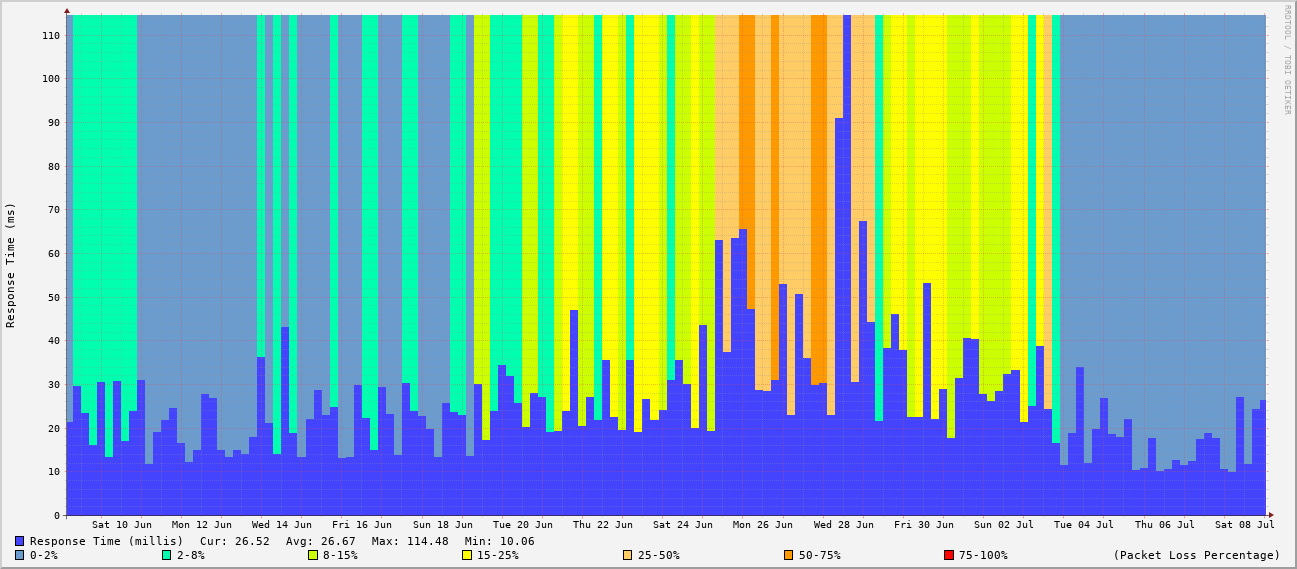 RRDTOOL / TOBI OETIKER
Response Time (ms)
110
100
90
80
70
60
50
40
30
20
10
0
Sat 10 Jun Mon 12 Jun Wed 14 Jun Fri 16 Jun Sun 18 Jun Tue 20 Jun Thu 22 Jun Sat 24 Jun Mon 26 Jun Wed 28 Jun Fri 30 Jun Sun 02 Jul Tue 04 Jul Thu 06 Jul Sat 08 Jul
Response Time (millis) Cur: 26.52 Avg: 26.67 Max: 114.48 Min: 10.06
0-2% 2-8% 8-15% 15-25% 25-50% 50-75% 75-100% (Packet Loss Percentage)